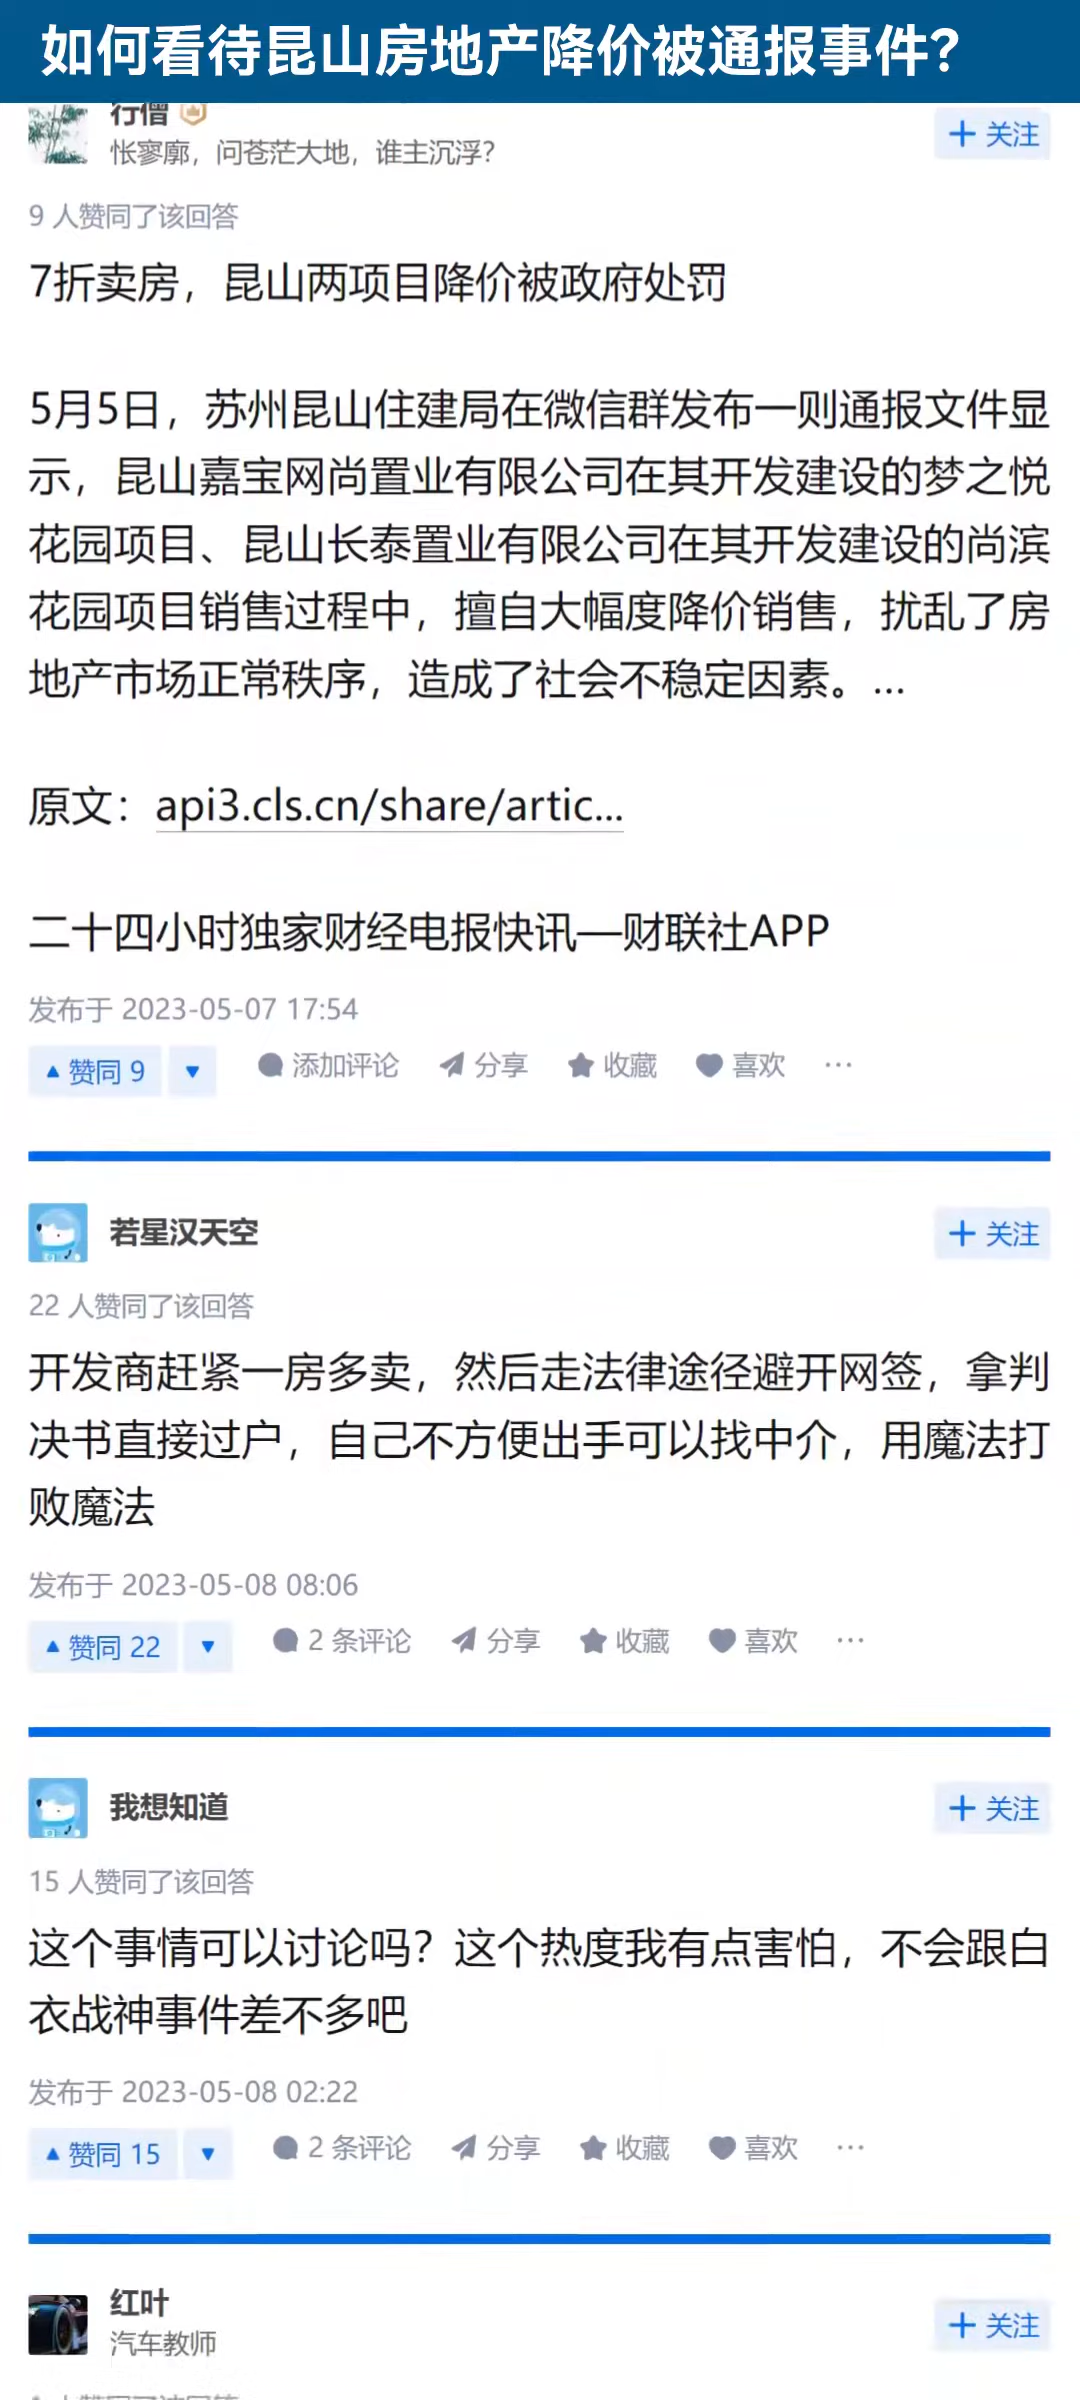 如何看待昆山房地产降价被通报事件？
行僧
怅寥廓，问苍茫大地，谁主沉浮？
+ 关注
9 人赞同了该回答
7折卖房，昆山两项目降价被政府处罚
5月5日，苏州昆山住建局在微信群发布一则通报文件显
示，昆山嘉宝网尚置业有限公司在其开发建设的梦之悦
花园项目、昆山长泰置业有限公司在其开发建设的尚滨
花园项目销售过程中，擅自大幅度降价销售，扰乱了房
地产市场正常秩序，造成了社会不稳定因素。...
原文：api3.cls.cn/share/artic...
二十四小时独家财经电报快讯—财联社APP
发布于 2023-05-07 17:54
赞同 9 添加评论 分享 收藏 喜欢 ...
若星汉天空
+ 关注
22 人赞同了该回答
开发商赶紧一房多卖，然后走法律途径避开网签，拿判
决书直接过户，自己不方便出手可以找中介，用魔法打
败魔法
发布于 2023-05-08 08:06
赞同 22 2 条评论 分享 收藏 喜欢 ...
我想知道
+ 关注
15 人赞同了该回答
这个事情可以讨论吗？这个热度我有点害怕，不会跟白
衣战神事件差不多吧
发布于 2023-05-08 02:22
赞同 15 2 条评论 分享 收藏 喜欢 ...
红叶
汽车教师
+ 关注